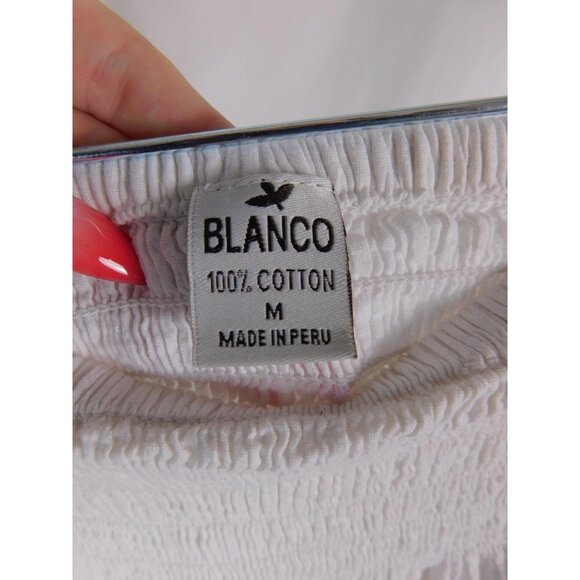 BLANCO
100% COTTON
M
MADE IN PERU